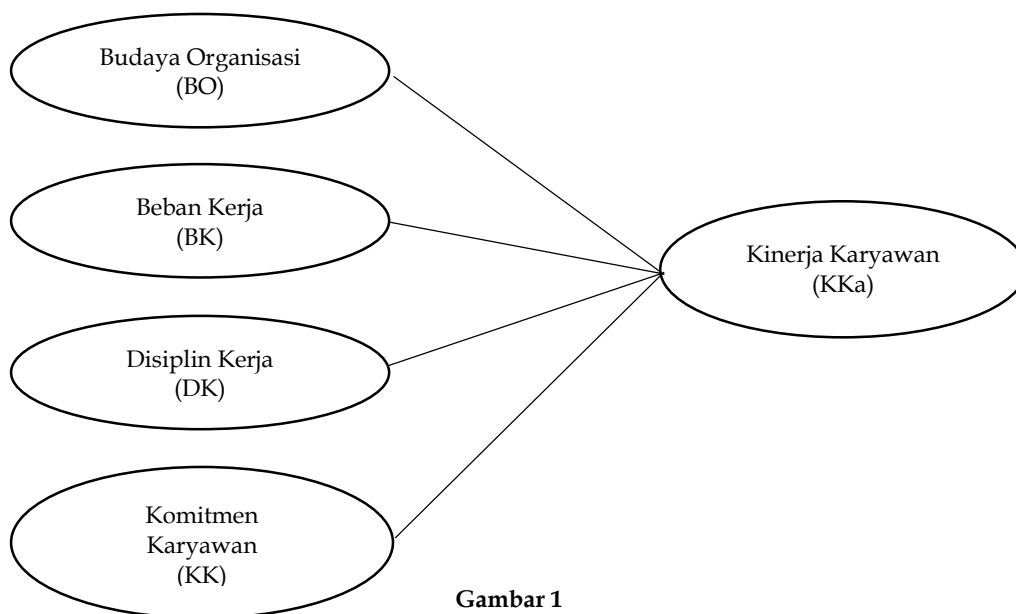 Budaya Organisasi
(BO)
Beban Kerja
(BK)
Kinerja Karyawan
(KKa)
Disiplin Kerja
(DK)
Komitmen
Karyawan
(KK)
Gambar 1